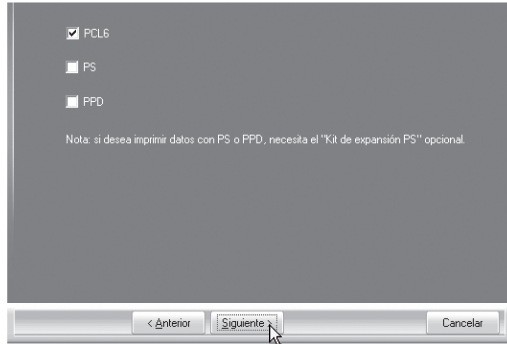 PCL6
PS
PPD
Nota: si desea imprimir datos con PS o PPD, necesita el "Kit de expansión PS" opcional.
< Anterior
Siguiente >
Cancelar